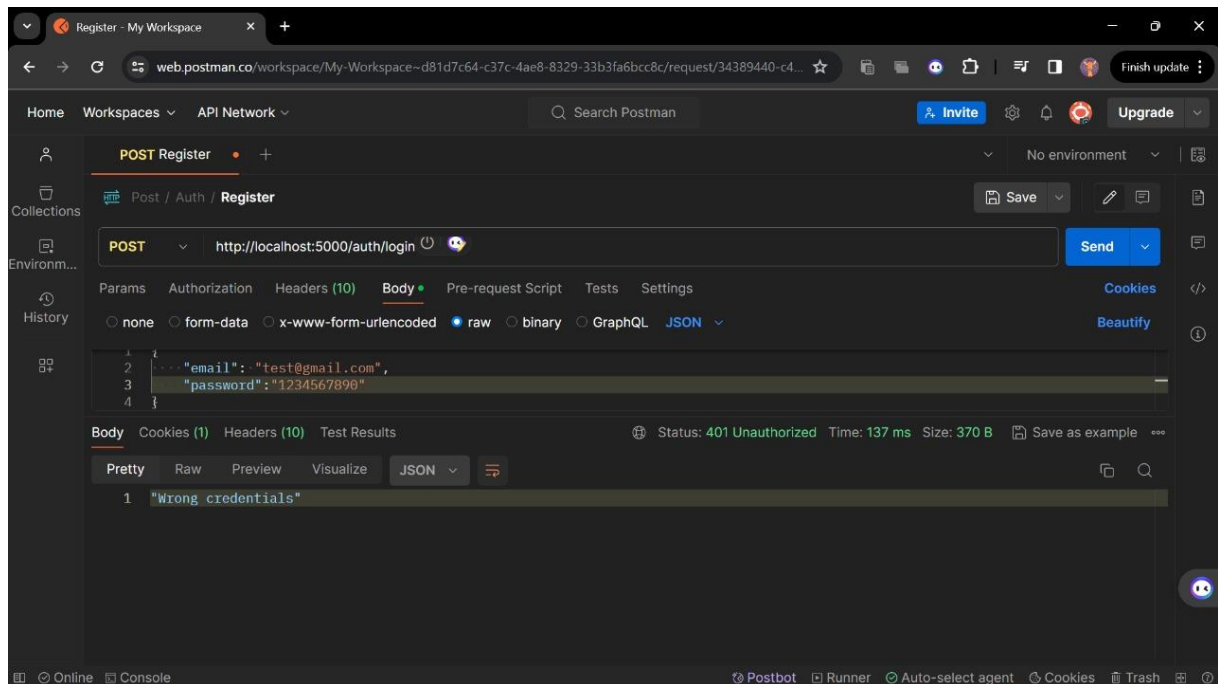 Register - My Workspace
web.postman.co/workspace/My-Workspace~d81d7c64-c37c-4ae8-8329-33b3fa6bcc8c/request/34389440-c4...
Finish update
Home Workspaces API Network Search Postman Invite Upgrade
POST Register No environment
HTTP Post / Auth / Register Save
Collections
POST http://localhost:5000/auth/login Send
Environm...
Params Authorization Headers (10) Body Pre-request Script Tests Settings Cookies
History
none form-data x-www-form-urlencoded raw binary GraphQL JSON Beautify
1 {
2 ····"email":·"test@gmail.com",
3 "password":"1234567890"
4 }
Body Cookies (1) Headers (10) Test Results Status: 401 Unauthorized Time: 137 ms Size: 370 B Save as example
Pretty Raw Preview Visualize JSON
1 "Wrong credentials"
Online Console Postbot Runner Auto-select agent Cookies Trash